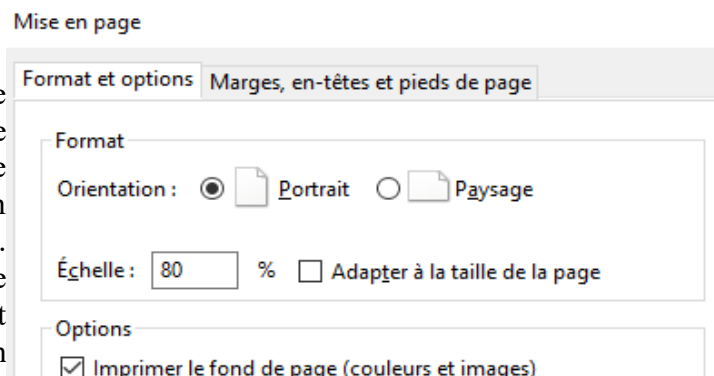 Mise en page
Format et options Marges, en-têtes et pieds de page
Format
Orientation : Portrait Paysage
Échelle : 80 % Adapter à la taille de la page
Options
Imprimer le fond de page (couleurs et images)